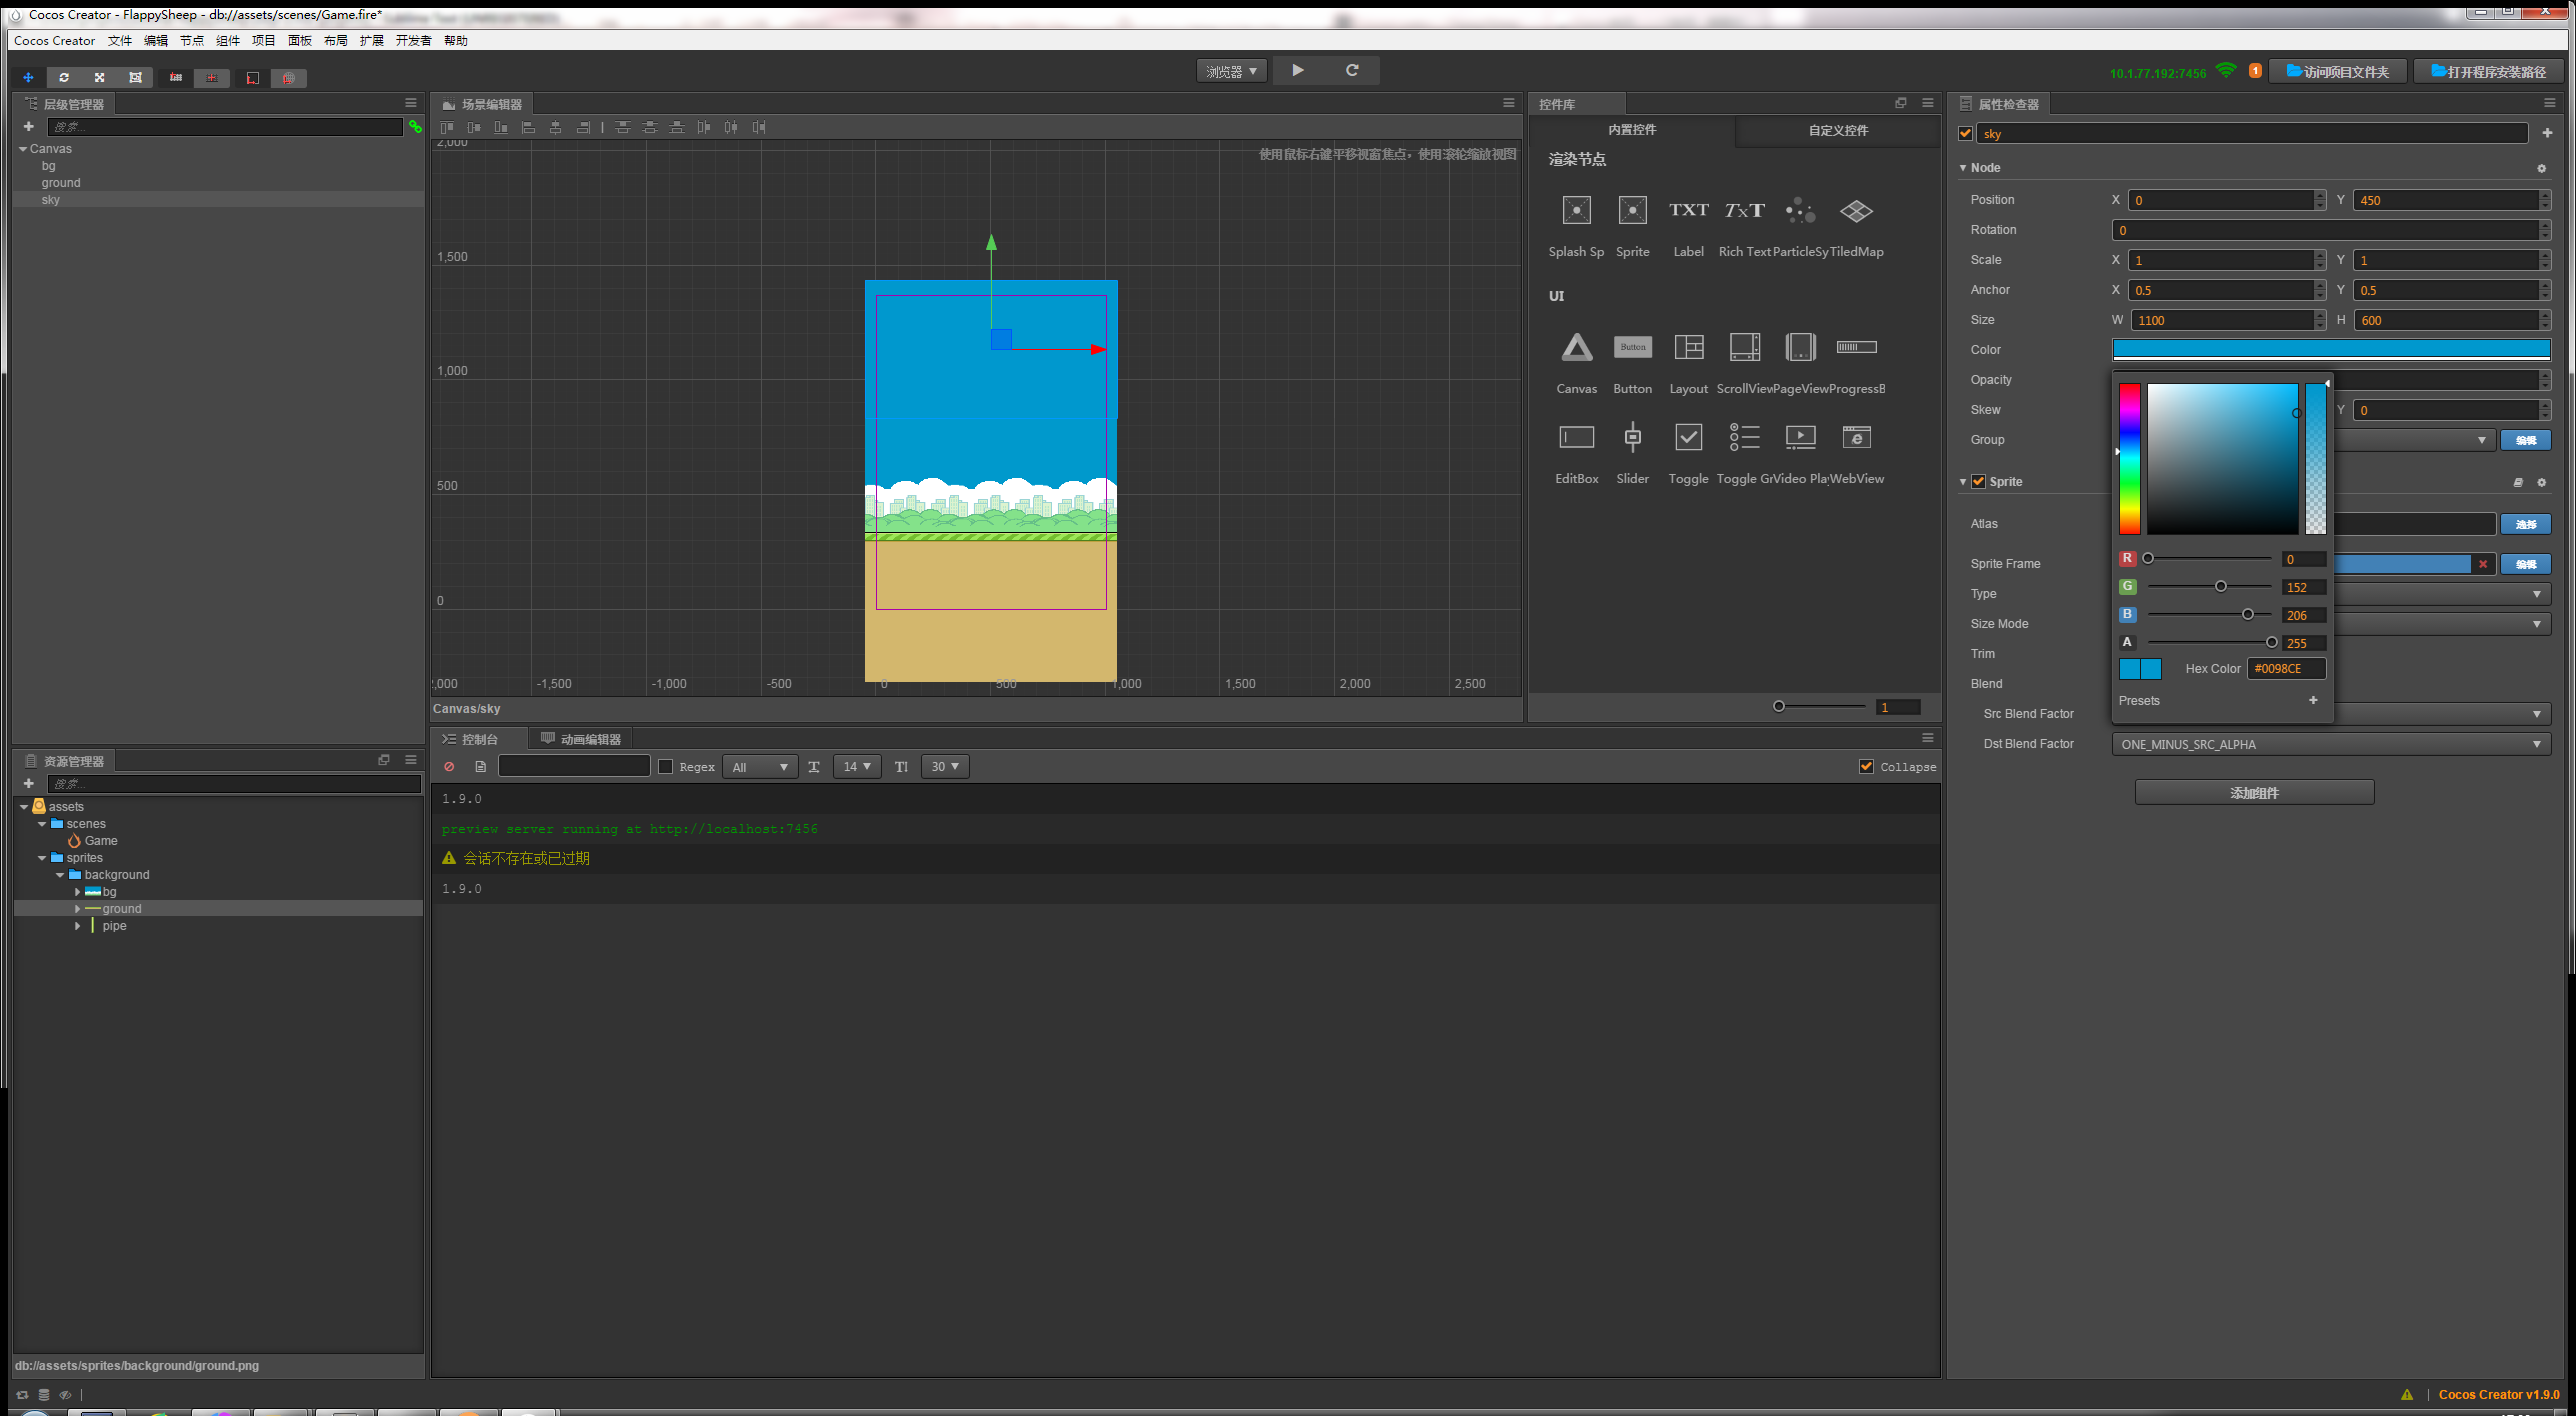 Cocos Creator - FlappySheep - db://assets/scenes/Game.fire*
Cocos Creator 文件 编辑 节点 组件 项目 面板 布局 扩展 开发者 帮助
浏览器
10.1.77.192:7456 1 访问项目文件夹 打开程序安装路径
层级管理器
搜索...
Canvas
bg
ground
sky
场景编辑器
使用鼠标右键平移视窗焦点，使用滚轮缩放视图
2,000
1,500
1,000
500
0
-1,500 -1,000 -500 0 500 1,000 1,500 2,000 2,500
Canvas/sky
控件库
内置控件 自定义控件
渲染节点
TXT TxT
Splash Sp Sprite Label Rich Text ParticleSy TiledMap
UI
Button
Canvas Button Layout ScrollView PageView ProgressB
EditBox Slider Toggle Toggle Gr Video Play WebView
1
属性检查器
sky
Node
Position X 0 Y 450
Rotation 0
Scale X 1 Y 1
Anchor X 0.5 Y 0.5
Size W 1100 H 600
Color
Opacity
Skew Y 0
Group 编辑
Sprite
Atlas 选择
Sprite Frame 编辑
Type
Size Mode
Trim
Blend
Src Blend Factor
Dst Blend Factor ONE_MINUS_SRC_ALPHA
添加组件
R 0
G 152
B 206
A 255
Hex Color #0098CE
Presets
资源管理器
搜索...
assets
scenes
Game
sprites
background
bg
ground
pipe
db://assets/sprites/background/ground.png
控制台 动画编辑器
Regex All 14 30 Collapse
1.9.0
preview server running at http://localhost:7456
会话不存在或已过期
1.9.0
Cocos Creator v1.9.0